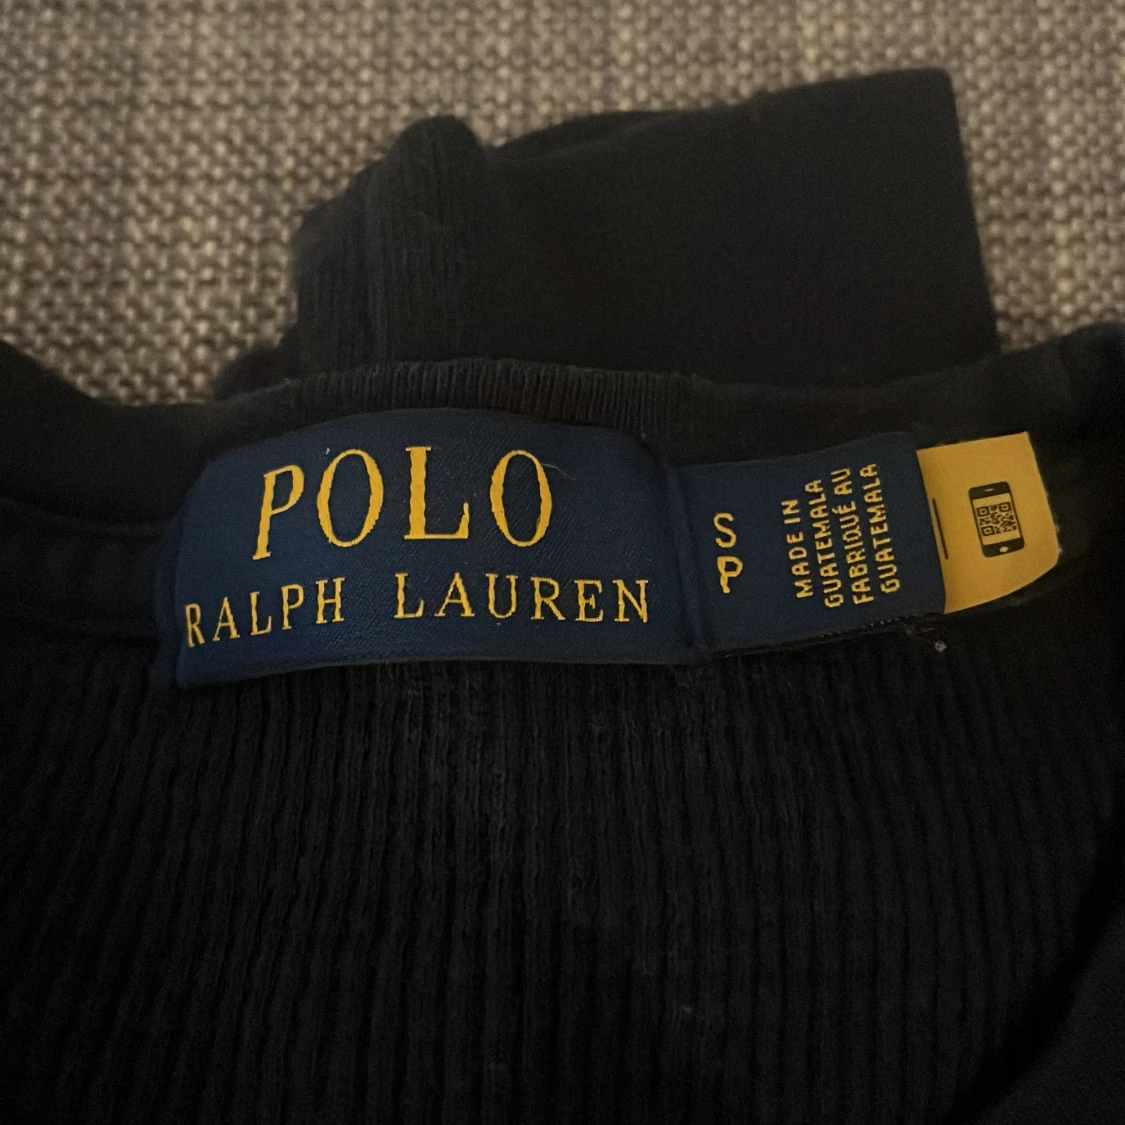 POLO
RALPH LAUREN
S
P
MADE IN
GUATEMALA
FABRIQUÉ AU
GUATEMALA